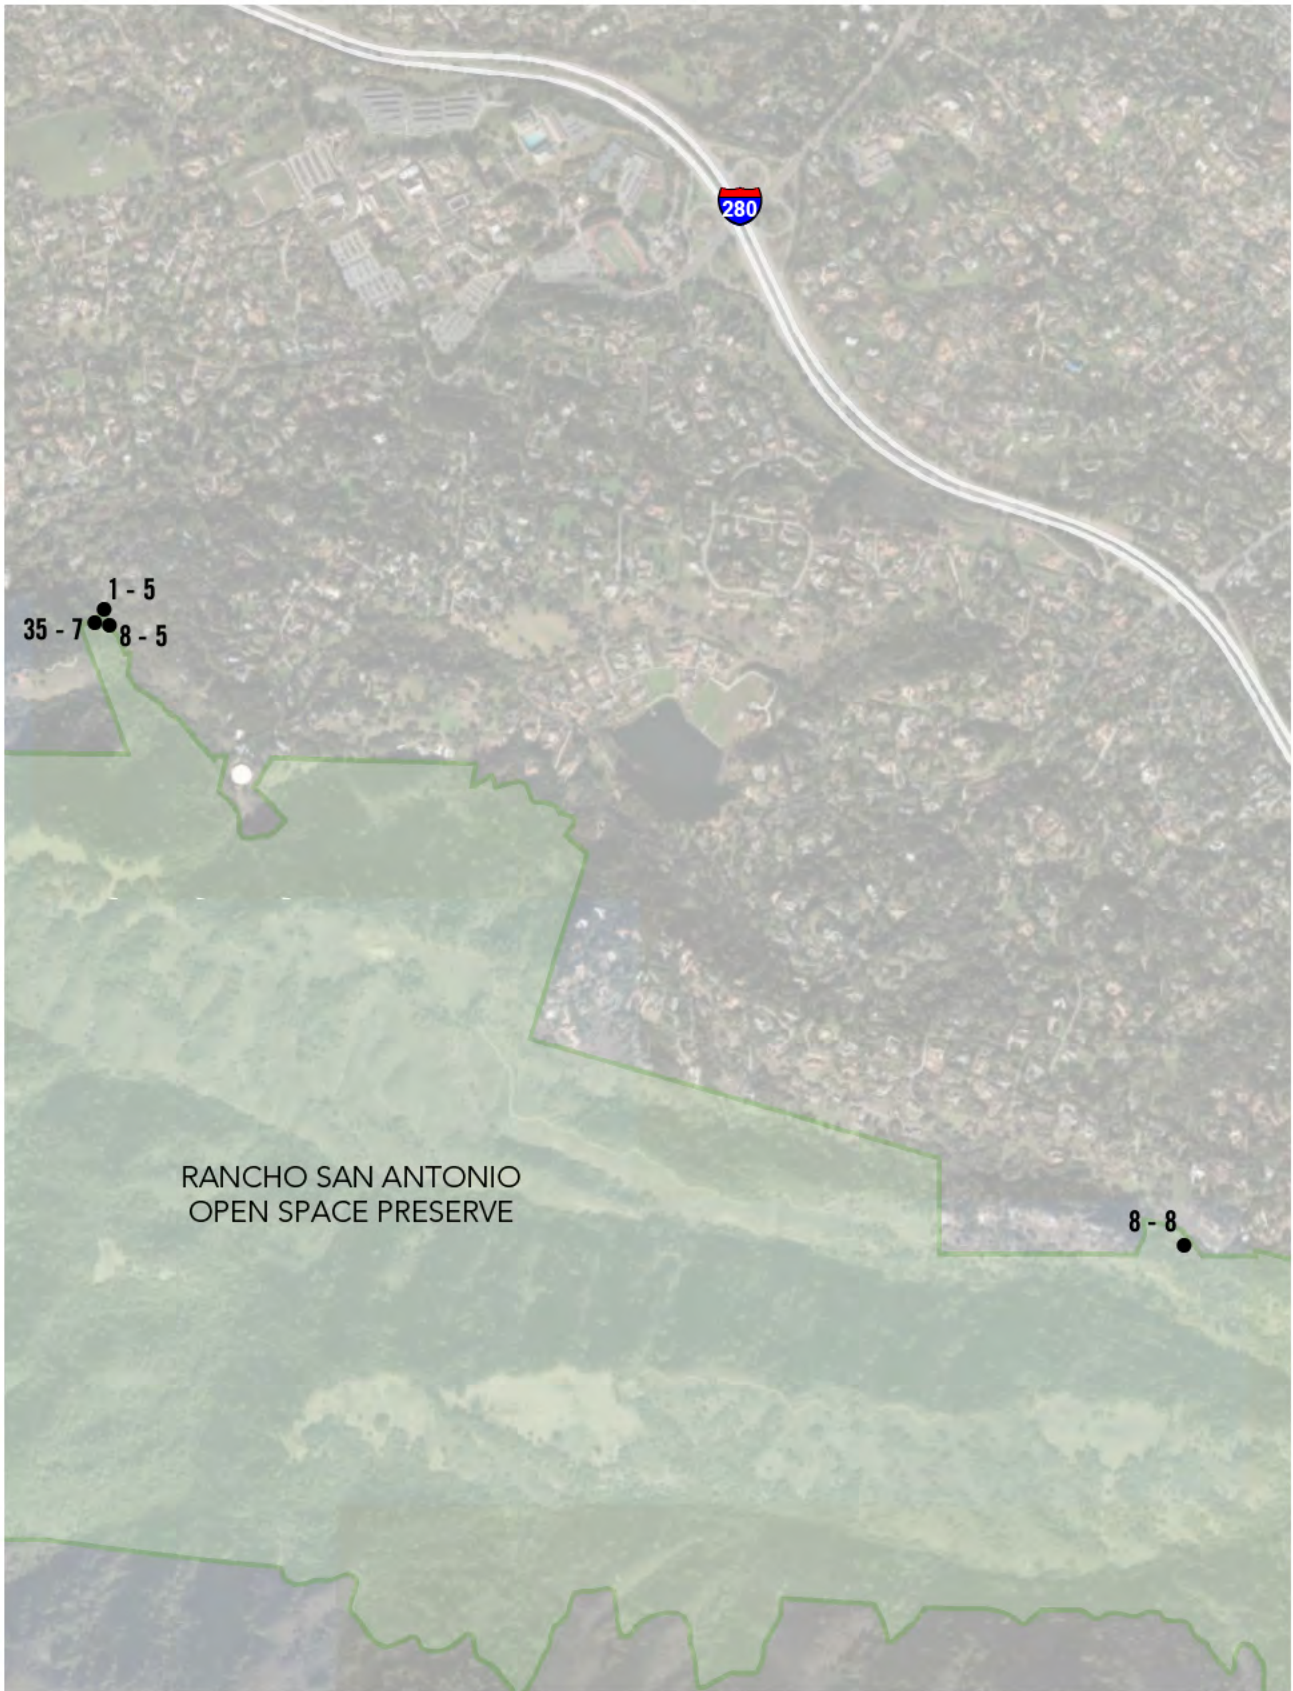 280
1 - 5
35 - 7
8 - 5
RANCHO SAN ANTONIO
OPEN SPACE PRESERVE
8 - 8